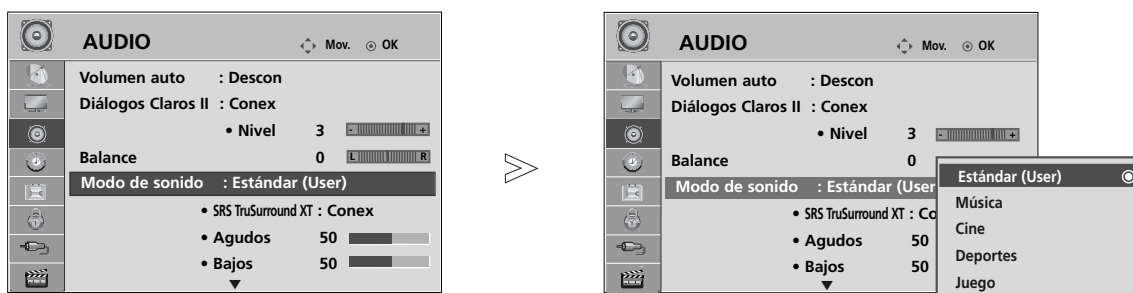 AUDIO
Mov. OK
Volumen auto : Descon
Diálogos Claros II : Conex
• Nivel 3 - +
Balance 0 L R
Modo de sonido : Estándar (User)
• SRS TruSurround XT : Conex
• Agudos 50
• Bajos 50
AUDIO
Mov. OK
Volumen auto : Descon
Diálogos Claros II : Conex
• Nivel 3 - +
Balance 0
Modo de sonido : Estándar (User
• SRS TruSurround XT : Co
• Agudos 50
• Bajos 50
Estándar (User)
Música
Cine
Deportes
Juego